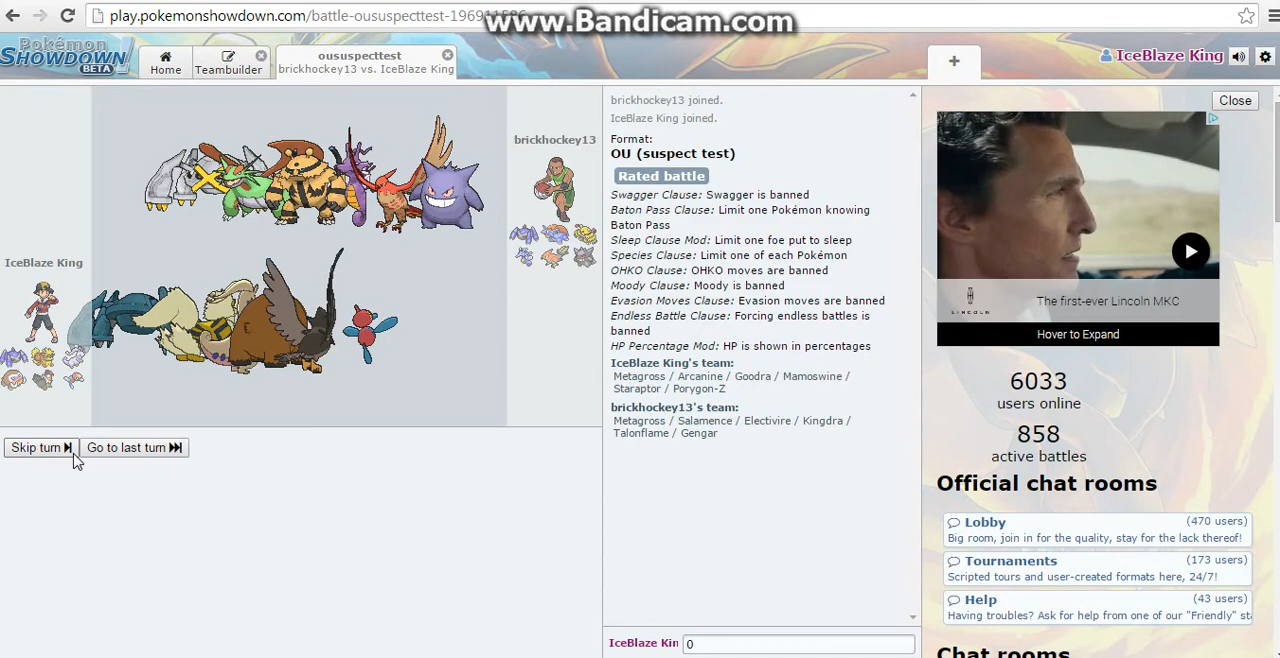 play.pokemonshowdown.com/battle-oususpecttest-196911586
www.Bandicam.com
Pokémon
SHOWDOWN
BETA
Home
Teambuilder
oususpecttest
brickhockey13 vs. IceBlaze King
+
IceBlaze King
brickhockey13
IceBlaze King
Skip turn
Go to last turn
brickhockey13 joined.
IceBlaze King joined.
Format:
OU (suspect test)
Rated battle
Swagger Clause: Swagger is banned
Baton Pass Clause: Limit one Pokémon knowing
Baton Pass
Sleep Clause Mod: Limit one foe put to sleep
Species Clause: Limit one of each Pokémon
OHKO Clause: OHKO moves are banned
Moody Clause: Moody is banned
Evasion Moves Clause: Evasion moves are banned
Endless Battle Clause: Forcing endless battles is
banned
HP Percentage Mod: HP is shown in percentages
IceBlaze King's team:
Metagross / Arcanine / Goodra / Mamoswine /
Staraptor / Porygon-Z
brickhockey13's team:
Metagross / Salamence / Electivire / Kingdra /
Talonflame / Gengar
IceBlaze Kin
0
Close
LINCOLN
The first-ever Lincoln MKC
Hover to Expand
6033
users online
858
active battles
Official chat rooms
Lobby (470 users)
Big room, join in for the quality, stay for the lack thereof!
Tournaments (173 users)
Scripted tours and user-created formats here, 24/7!
Help (43 users)
Having troubles? Ask for help from one of our "Friendly" sta
Chat rooms